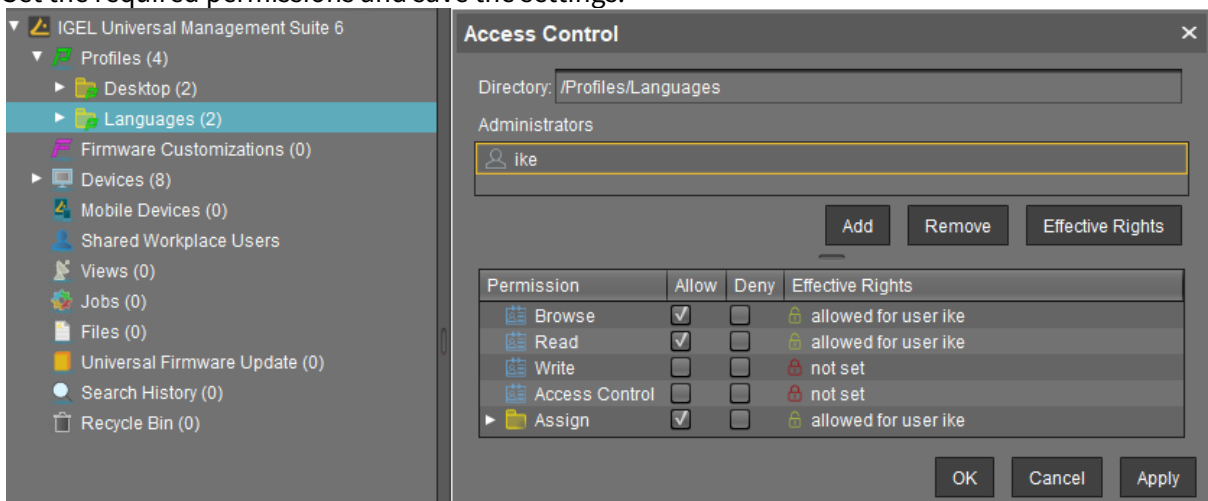 Set the required permissions and save the settings.
IGEL Universal Management Suite 6
Profiles (4)
Desktop (2)
Languages (2)
Firmware Customizations (0)
Devices (8)
Mobile Devices (0)
Shared Workplace Users
Views (0)
Jobs (0)
Files (0)
Universal Firmware Update (0)
Search History (0)
Recycle Bin (0)
Access Control
Directory: /Profiles/Languages
Administrators
ike
Add Remove Effective Rights
Permission Allow Deny Effective Rights
Browse allowed for user ike
Read allowed for user ike
Write not set
Access Control not set
Assign allowed for user ike
OK Cancel Apply